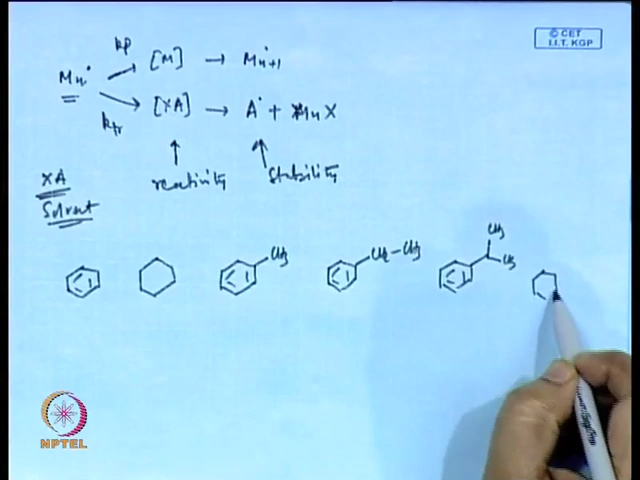 © CET
I.I.T. KGP
kp
Mn• → [M] → Mn+1•
ktr → [XA] → A• + MnX
reactivity stability
XA
Solvent
CH3 CH2-CH3 CH3 CH3
NPTEL